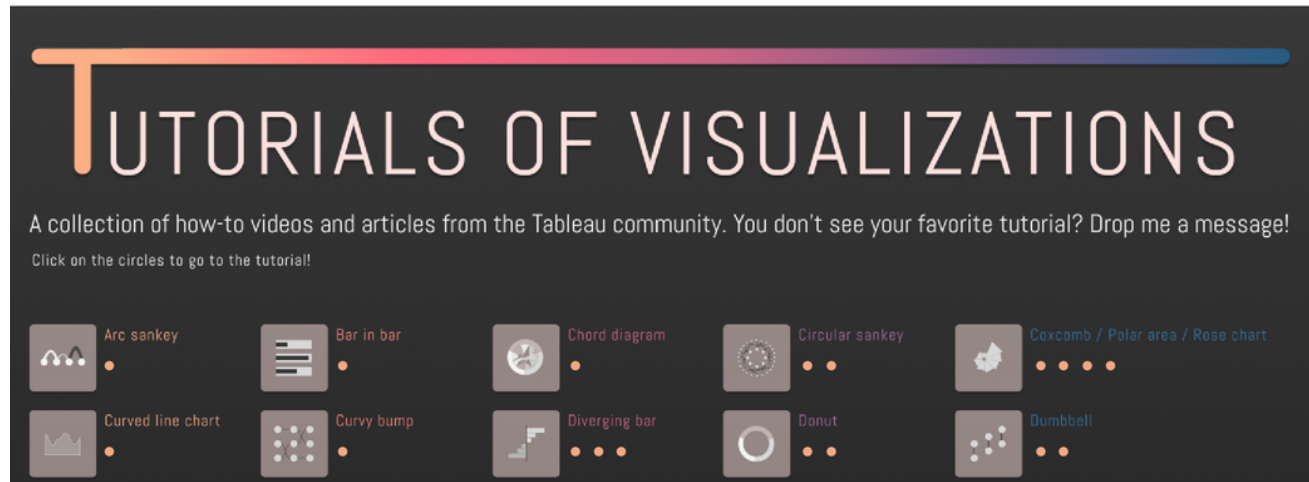 TUTORIALS OF VISUALIZATIONS
A collection of how-to videos and articles from the Tableau community. You don't see your favorite tutorial? Drop me a message!
Click on the circles to go to the tutorial!
Arc sankey
Bar in bar
Chord diagram
Circular sankey
Coxcomb / Polar area / Rose chart
Curved line chart
Curvy bump
Diverging bar
Donut
Dumbbell